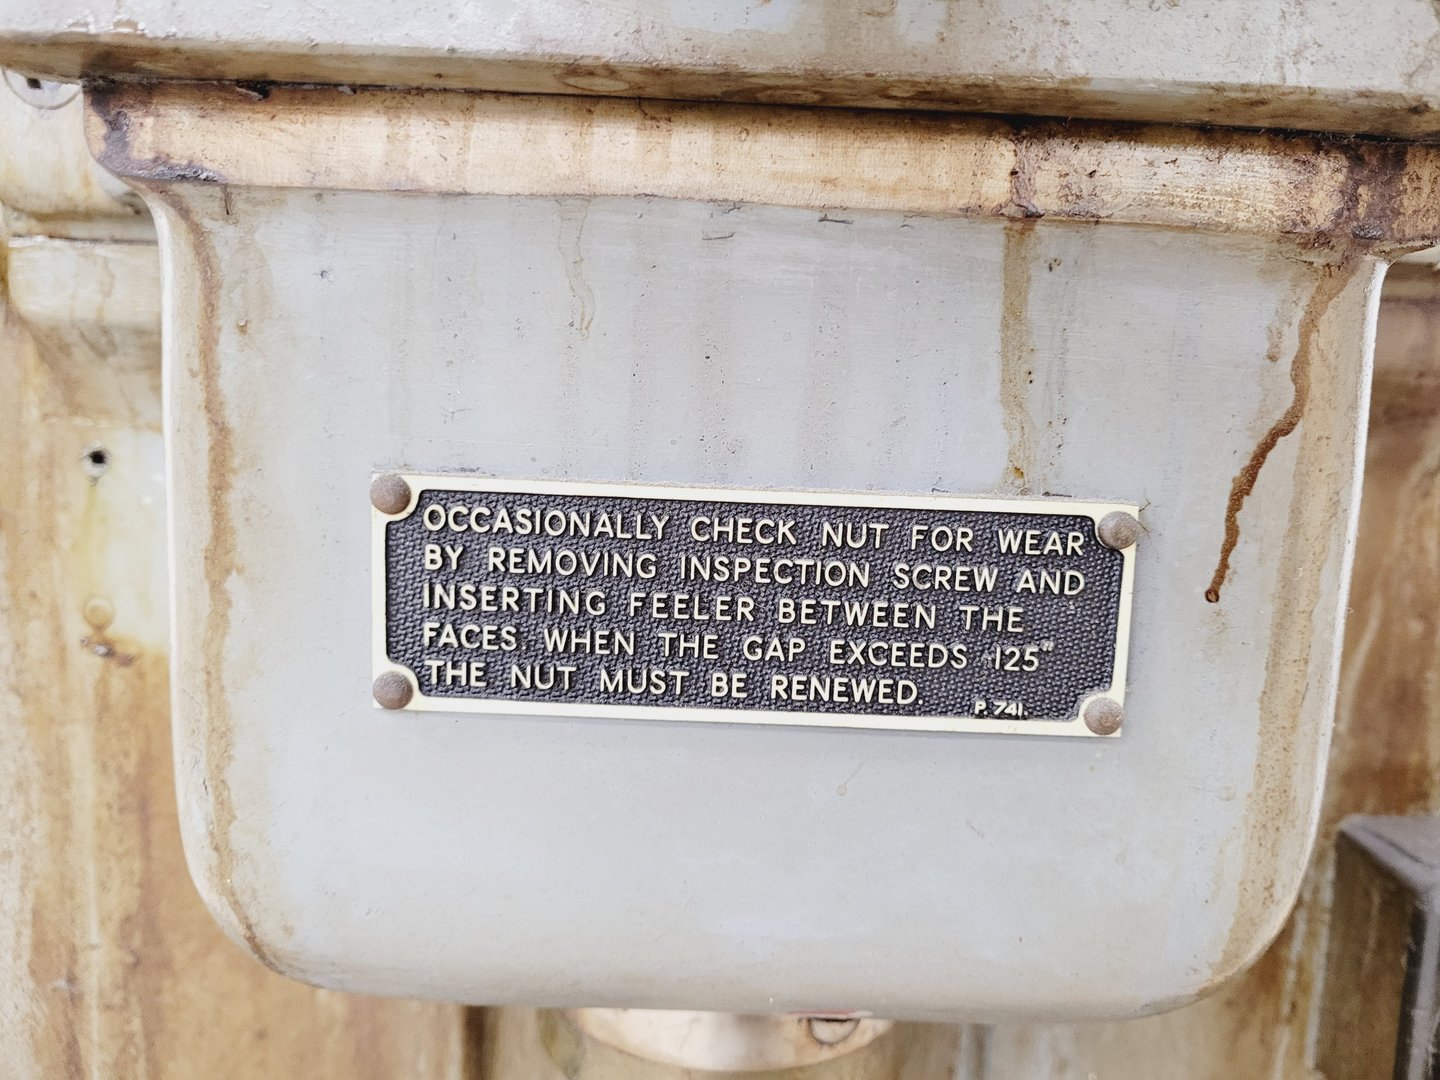 OCCASIONALLY CHECK NUT FOR WEAR
BY REMOVING INSPECTION SCREW AND
INSERTING FEELER BETWEEN THE
FACES. WHEN THE GAP EXCEEDS ·125"
THE NUT MUST BE RENEWED.
P. 741.